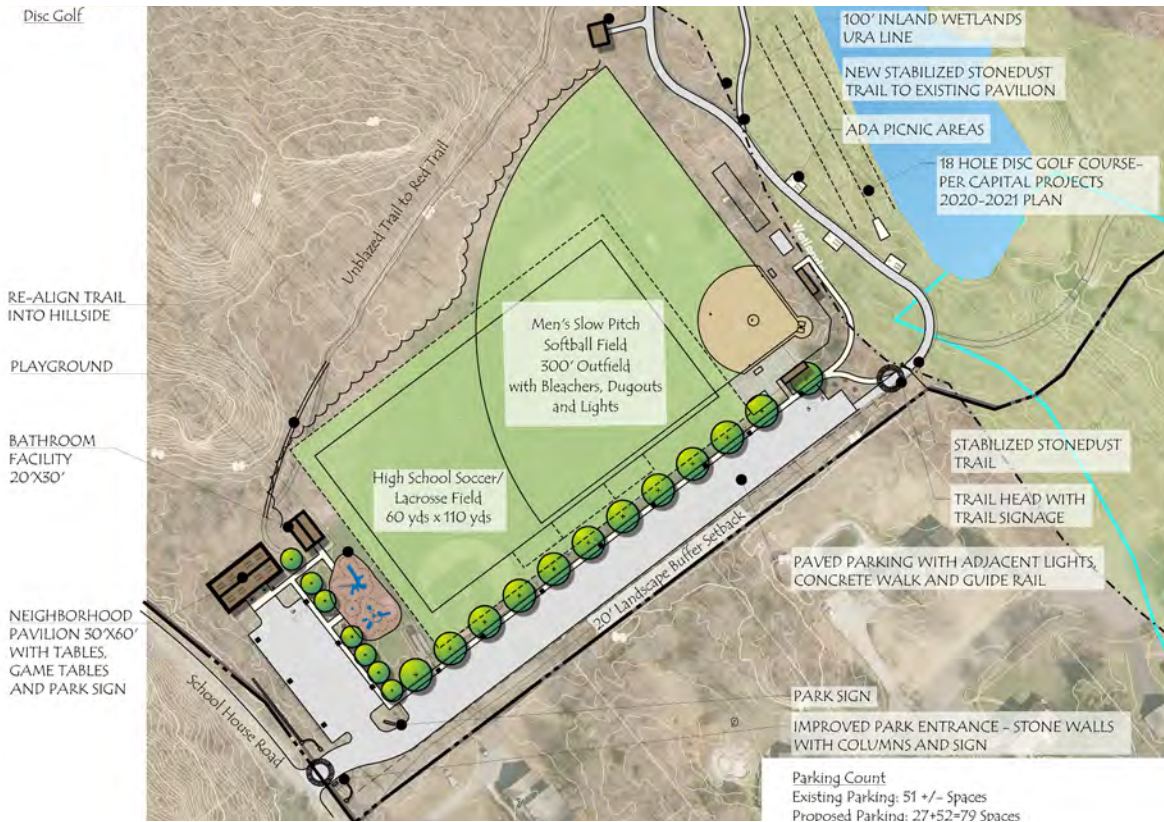 Disc Golf
100' INLAND WETLANDS
URA LINE
NEW STABILIZED STONEDUST
TRAIL TO EXISTING PAVILION
ADA PICNIC AREAS
18 HOLE DISC GOLF COURSE-
PER CAPITAL PROJECTS
2020-2021 PLAN
Unblazed Trail to Red Trail
RE-ALIGN TRAIL
INTO HILLSIDE
PLAYGROUND
BATHROOM
FACILITY
20'X30'
Men's Slow Pitch
Softball Field
300' Outfield
with Bleachers, Dugouts
and Lights
High School Soccer/
Lacrosse Field
60 yds x 110 yds
STABILIZED STONEDUST
TRAIL
TRAIL HEAD WITH
TRAIL SIGNAGE
20' Landscape Buffer Setback
PAVED PARKING WITH ADJACENT LIGHTS,
CONCRETE WALK AND GUIDE RAIL
NEIGHBORHOOD
PAVILION 30'X60'
WITH TABLES,
GAME TABLES
AND PARK SIGN
School House Road
PARK SIGN
IMPROVED PARK ENTRANCE - STONE WALLS
WITH COLUMNS AND SIGN
Parking Count
Existing Parking: 51 +/- Spaces
Proposed Parking: 27+52=79 Spaces